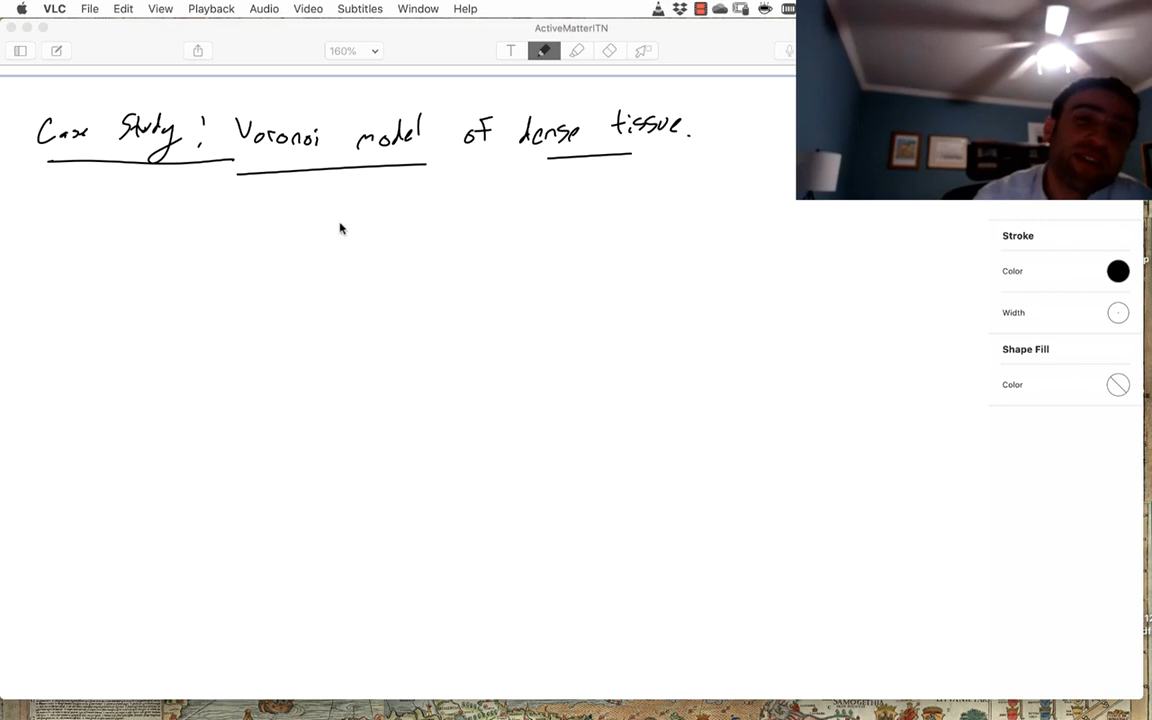 VLC File Edit View Playback Audio Video Subtitles Window Help
ActiveMatterITN
160% T
Case Study: Voronoi model of dense tissue.
Stroke
Color
Width
Shape Fill
Color